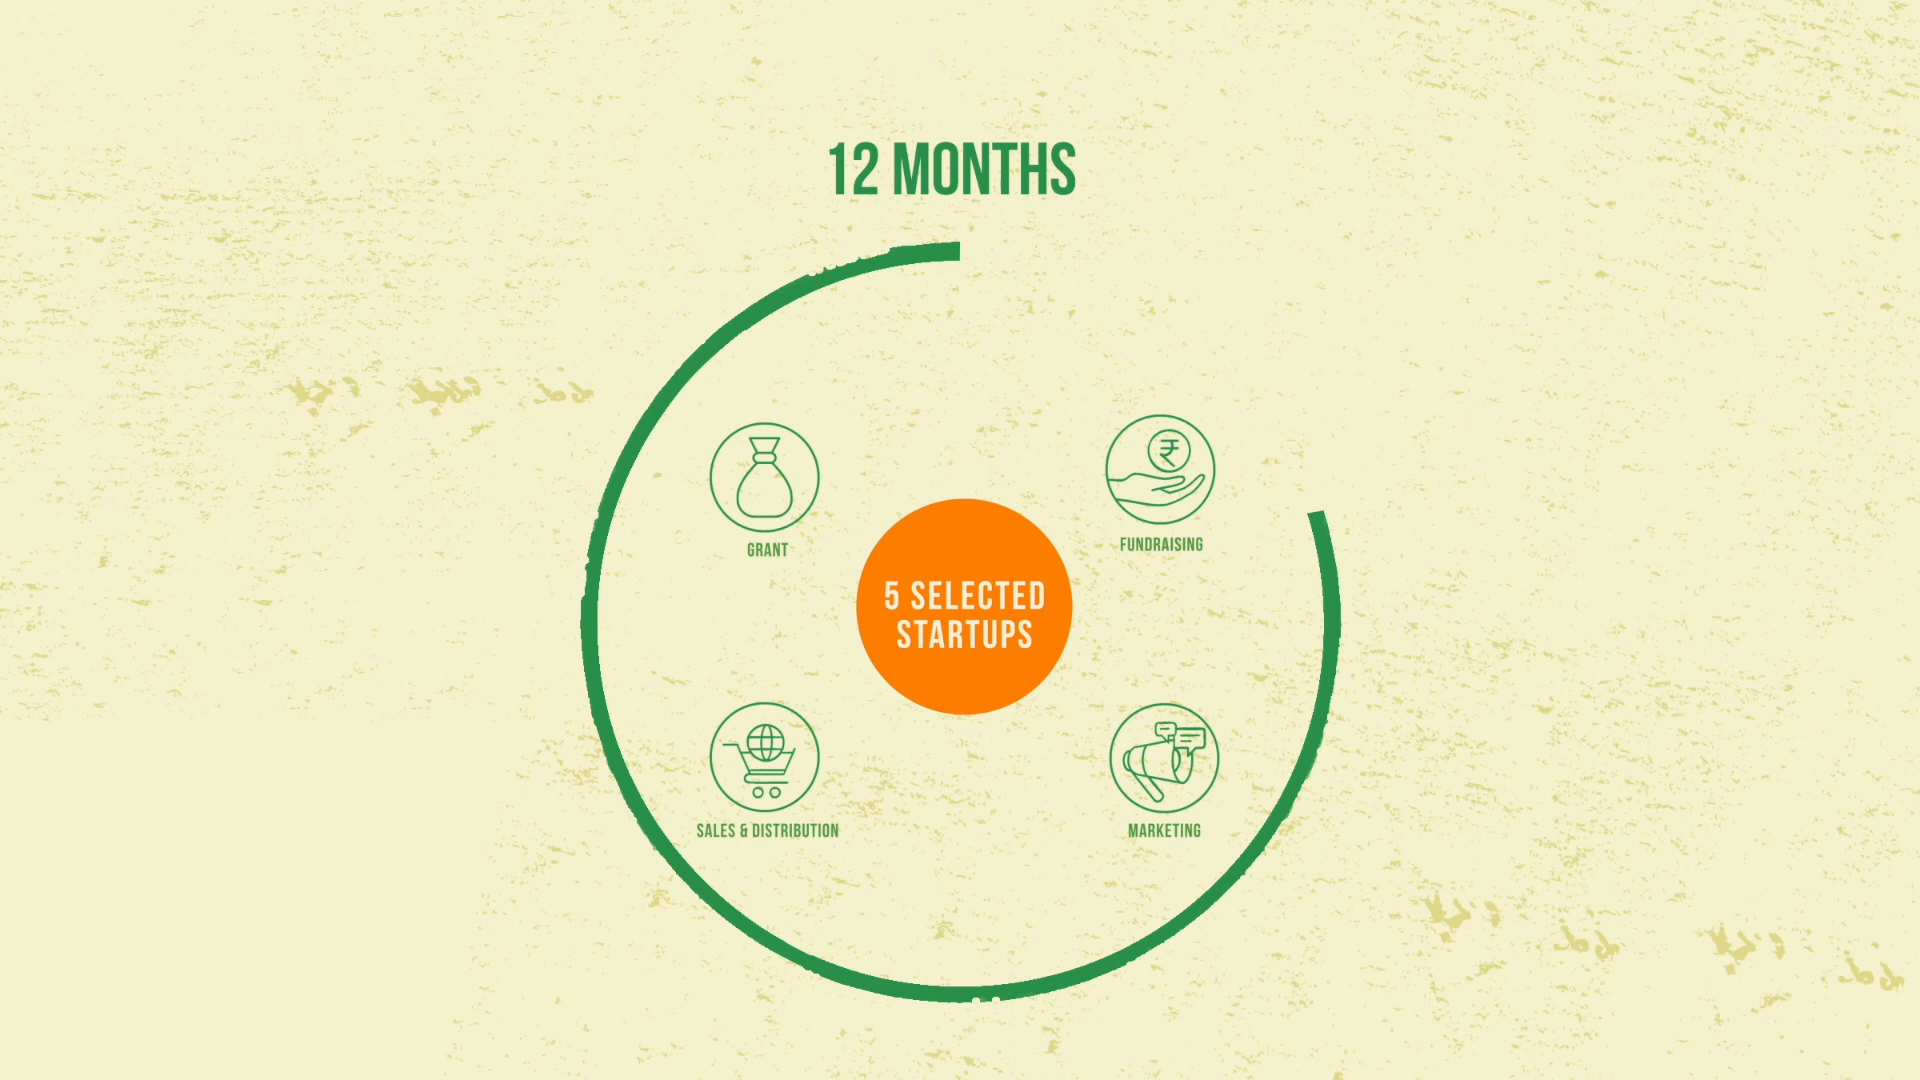 12 MONTHS
GRANT
FUNDRAISING
₹
5 SELECTED
STARTUPS
SALES & DISTRIBUTION
MARKETING